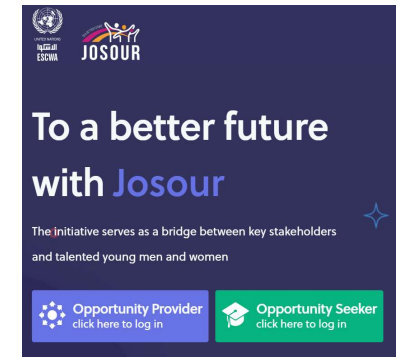 UNITED NATIONS
الإسكوا
ESCWA
JOSOUR
To a better future
with Josour
The initiative serves as a bridge between key stakeholders
and talented young men and women
Opportunity Provider
click here to log in
Opportunity Seeker
click here to log in